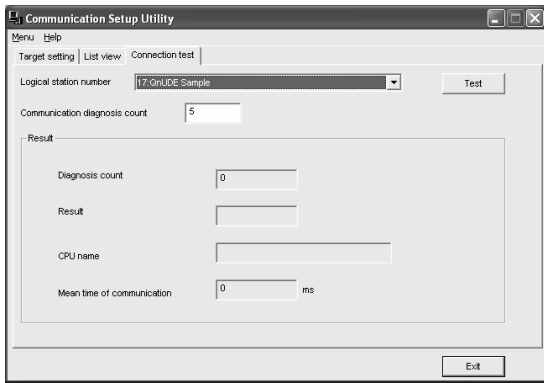 Communication Setup Utility
Menu Help
Target setting List view Connection test
Logical station number 17:QnUDE Sample Test
Communication diagnosis count 5
Result
Diagnosis count 0
Result
CPU name
Mean time of communication 0 ms
Exit